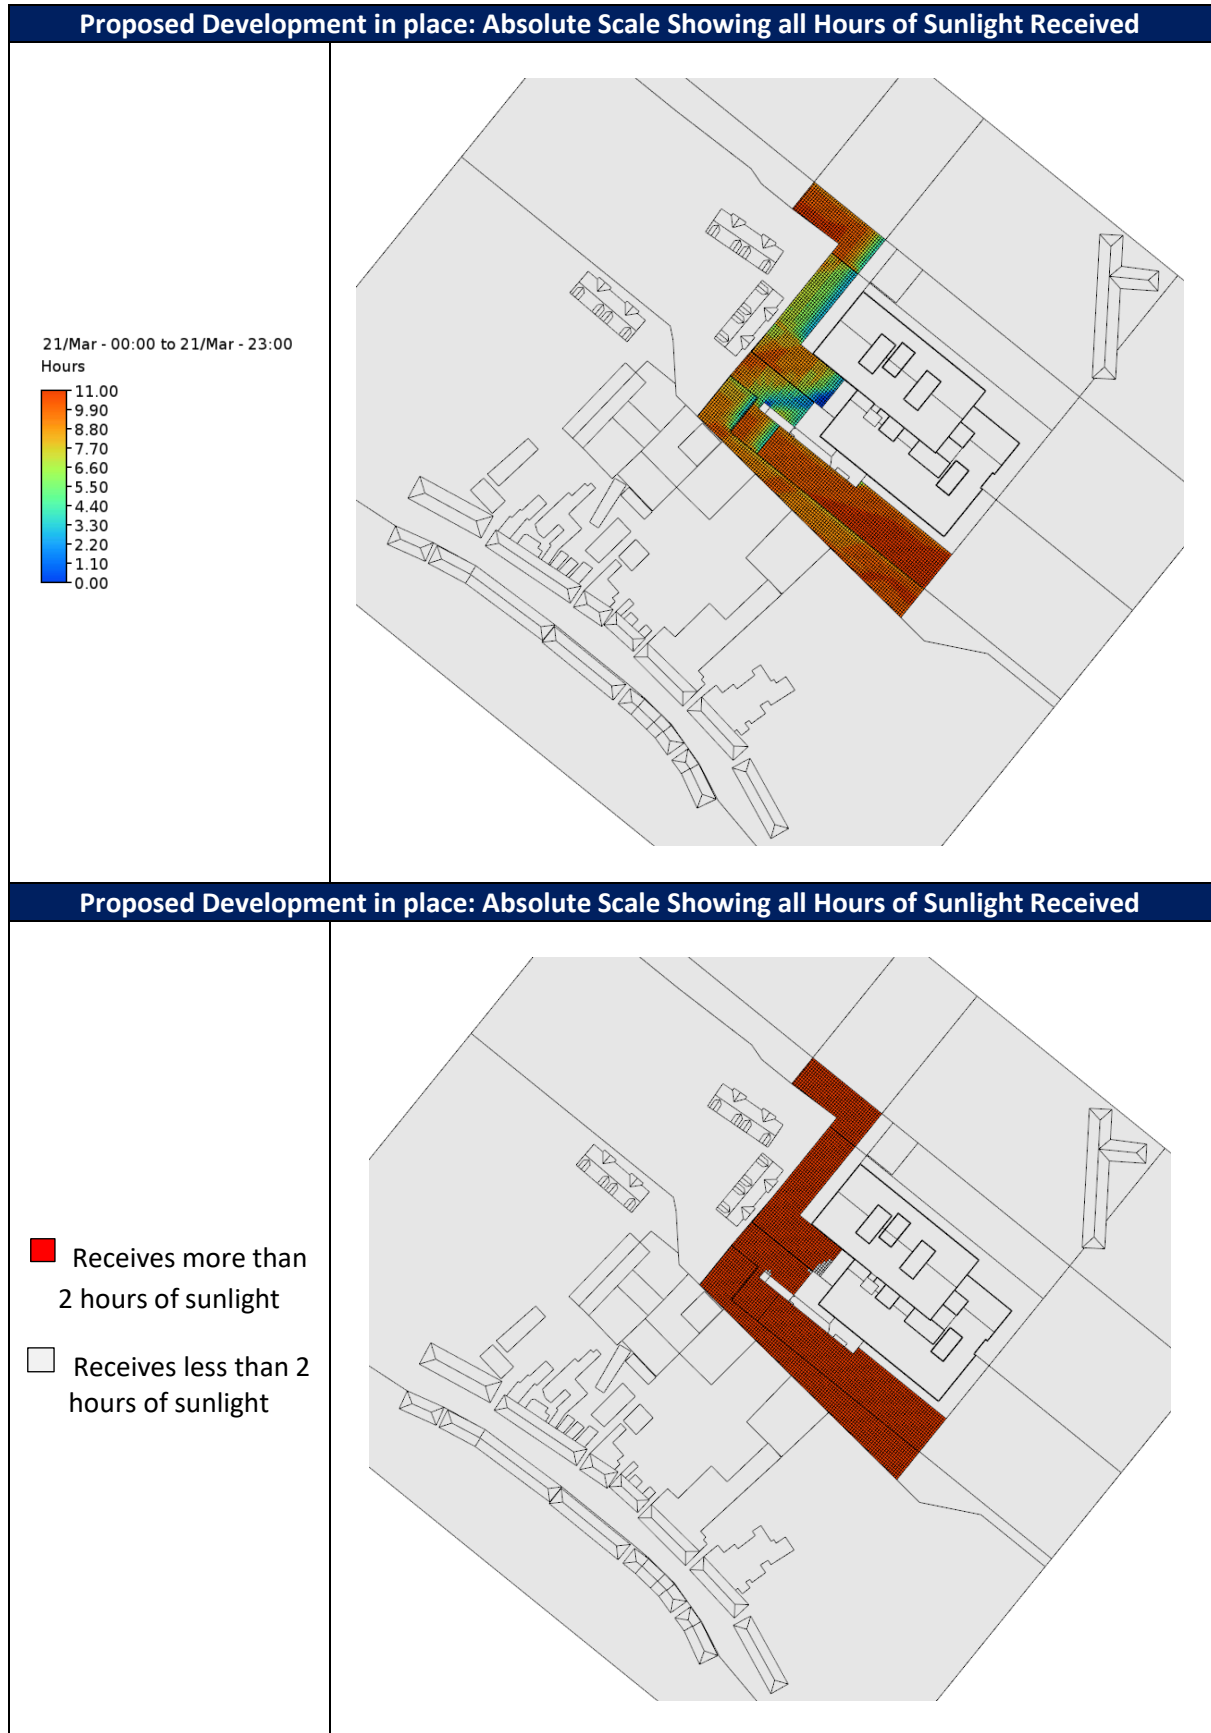 Proposed Development in place: Absolute Scale Showing all Hours of Sunlight Received
21/Mar - 00:00 to 21/Mar - 23:00
Hours
11.00
9.90
8.80
7.70
6.60
5.50
4.40
3.30
2.20
1.10
0.00
Proposed Development in place: Absolute Scale Showing all Hours of Sunlight Received
Receives more than
2 hours of sunlight
Receives less than 2
hours of sunlight